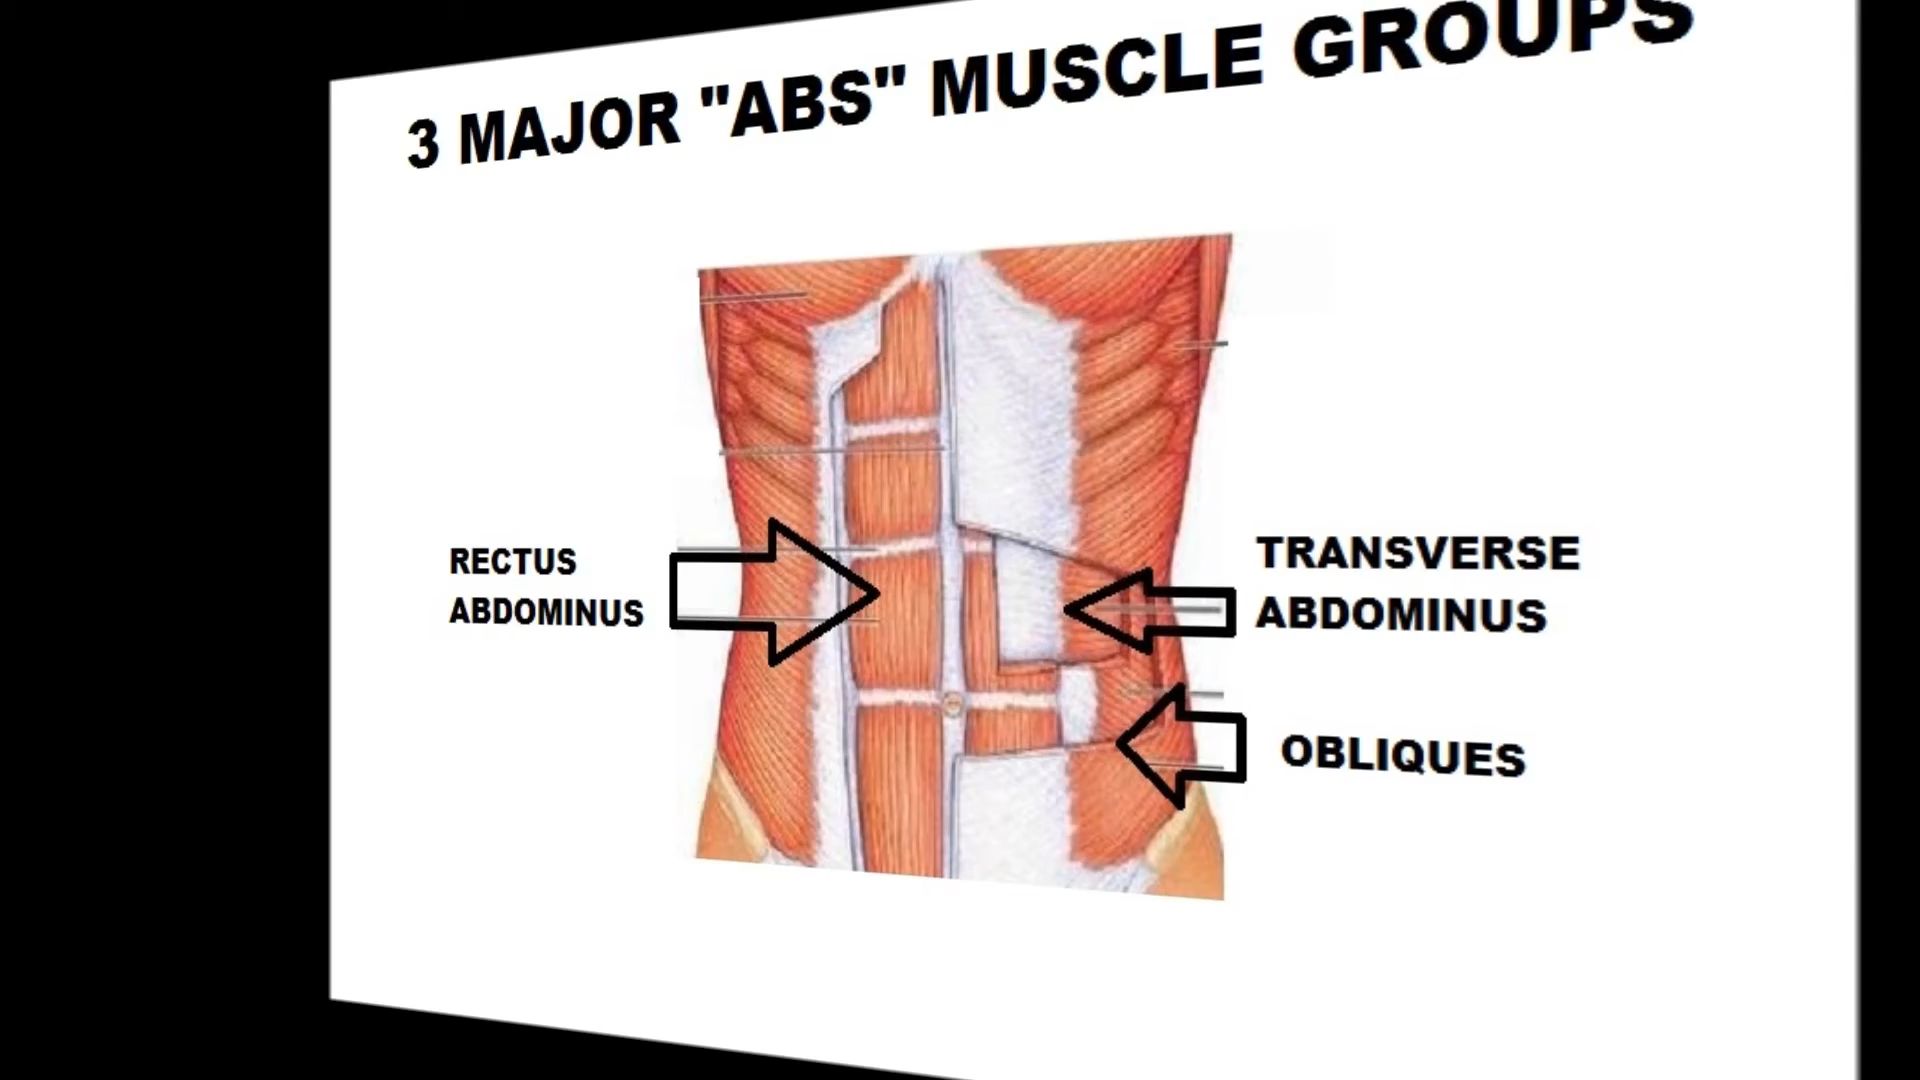 3 MAJOR "ABS" MUSCLE GROUPS
RECTUS
ABDOMINUS
TRANSVERSE
ABDOMINUS
OBLIQUES